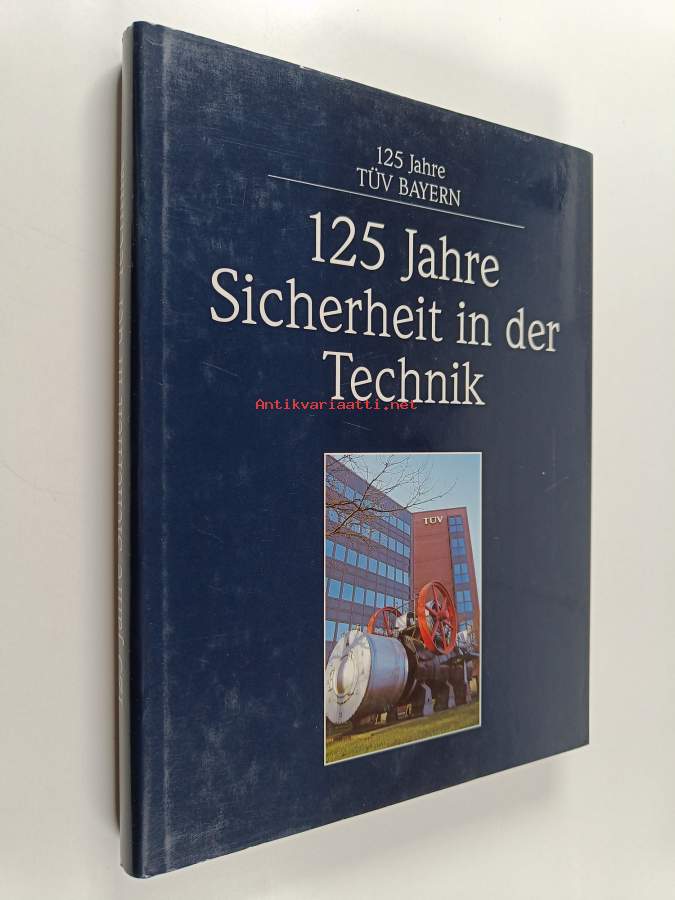 125 Jahre
TÜV BAYERN
125 Jahre
Sicherheit in der
Technik
Antikvariaatti.net
TÜV